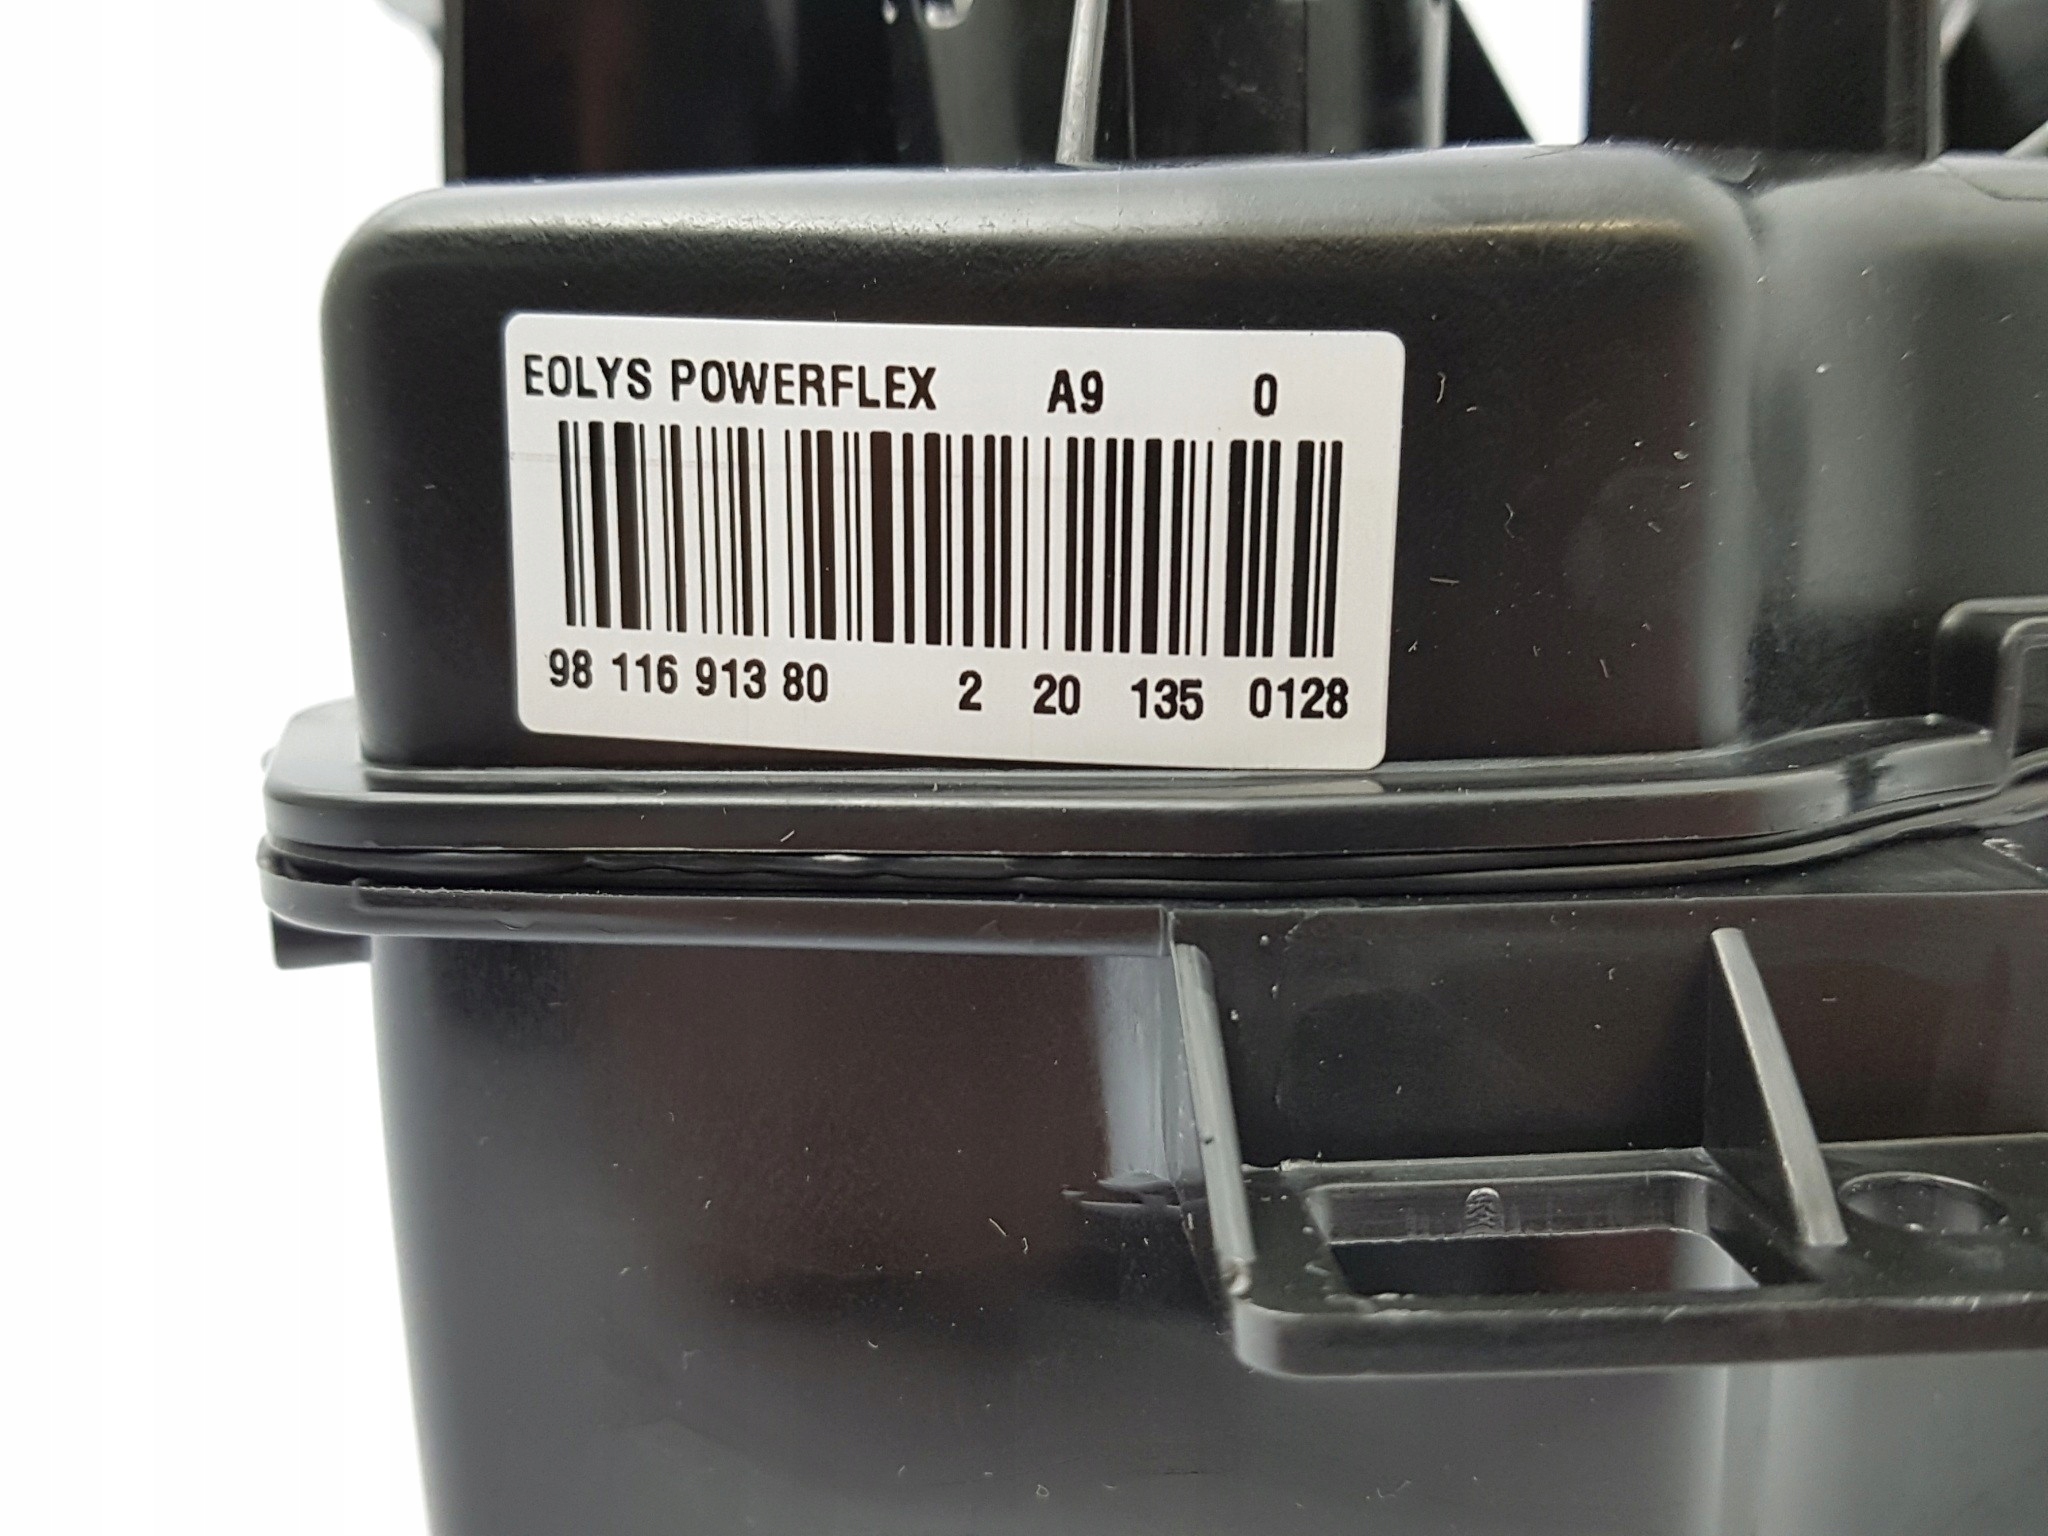 EOLYS POWERFLEX A9 0
98 116 913 80 2 20 135 0128